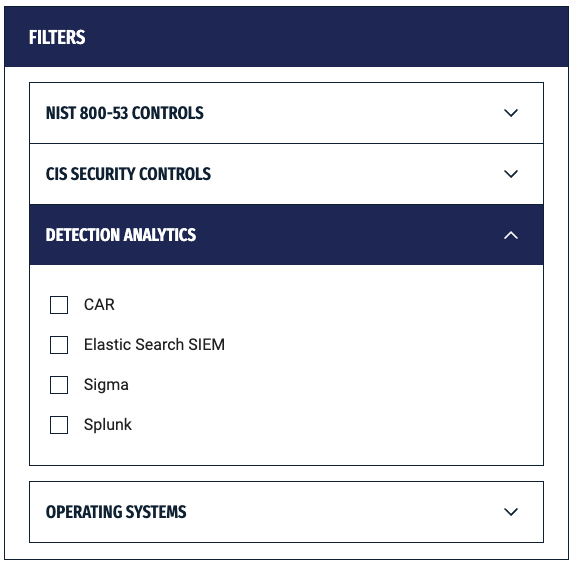 FILTERS
NIST 800-53 CONTROLS
CIS SECURITY CONTROLS
DETECTION ANALYTICS
CAR
Elastic Search SIEM
Sigma
Splunk
OPERATING SYSTEMS